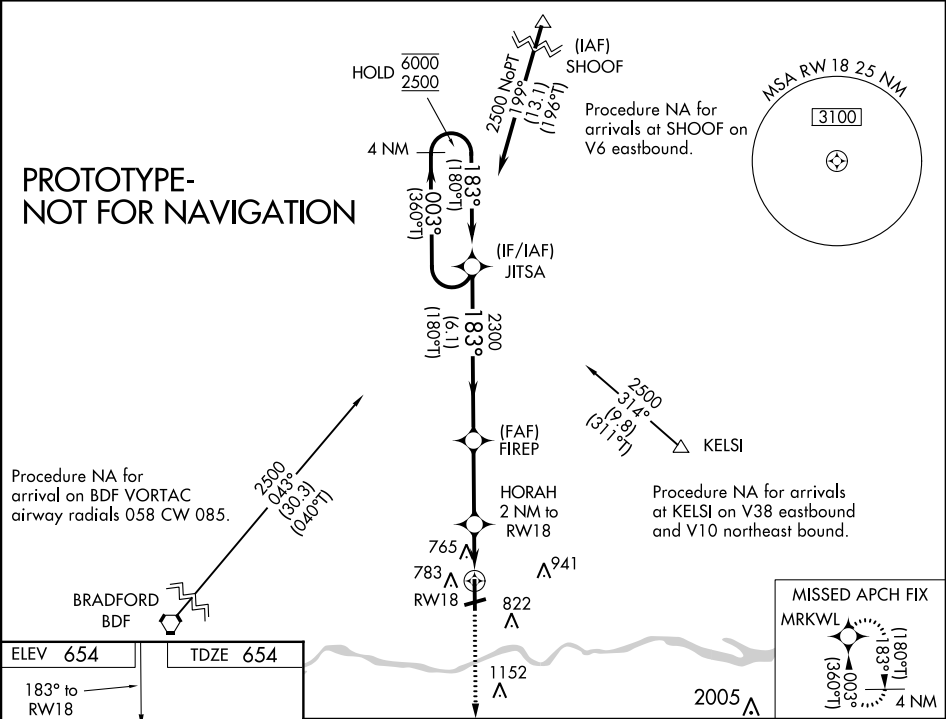 HOLD 6000
2500
(IAF)
SHOOF
2500 NoPT
199°
(13.1)
(196°T)
Procedure NA for
arrivals at SHOOF on
V6 eastbound.
MSA RW 18 25 NM
3100
4 NM
183°
(180°T)
003°
(360°T)
PROTOTYPE-
NOT FOR NAVIGATION
(IF/IAF)
JITSA
2300
183°
(6.1)
(180°T)
2500
314°
(9.8)
(311°T)
KELSI
(FAF)
FIREP
Procedure NA for
arrival on BDF VORTAC
airway radials 058 CW 085.
2500
043°
(30.3)
(040°T)
HORAH
2 NM to
RW18
Procedure NA for arrivals
at KELSI on V38 eastbound
and V10 northeast bound.
765
783
941
RW18
822
BRADFORD
BDF
MISSED APCH FIX
MRKWL
(180°T)
183°
003°
(360°T)
4 NM
ELEV 654
TDZE 654
183° to
RW18
1152
2005